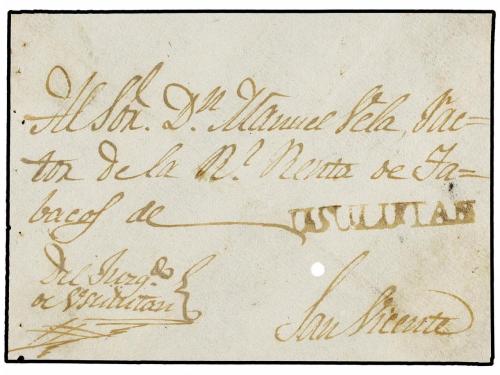 Al Sōr. Dn. Manuel Vela, Fac=
tor de la Rl. Renta de Ta=
bacos de
USULUTAN
Del Juzgdo.
de Usulutan
San Vicente